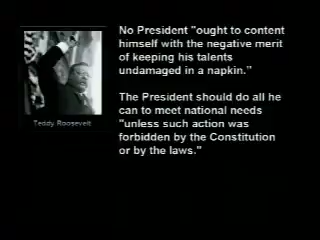 No President "ought to content
himself with the negative merit
of keeping his talents
undamaged in a napkin."
The President should do all he
can to meet national needs
"unless such action was
forbidden by the Constitution
or by the laws."
Teddy Roosevelt